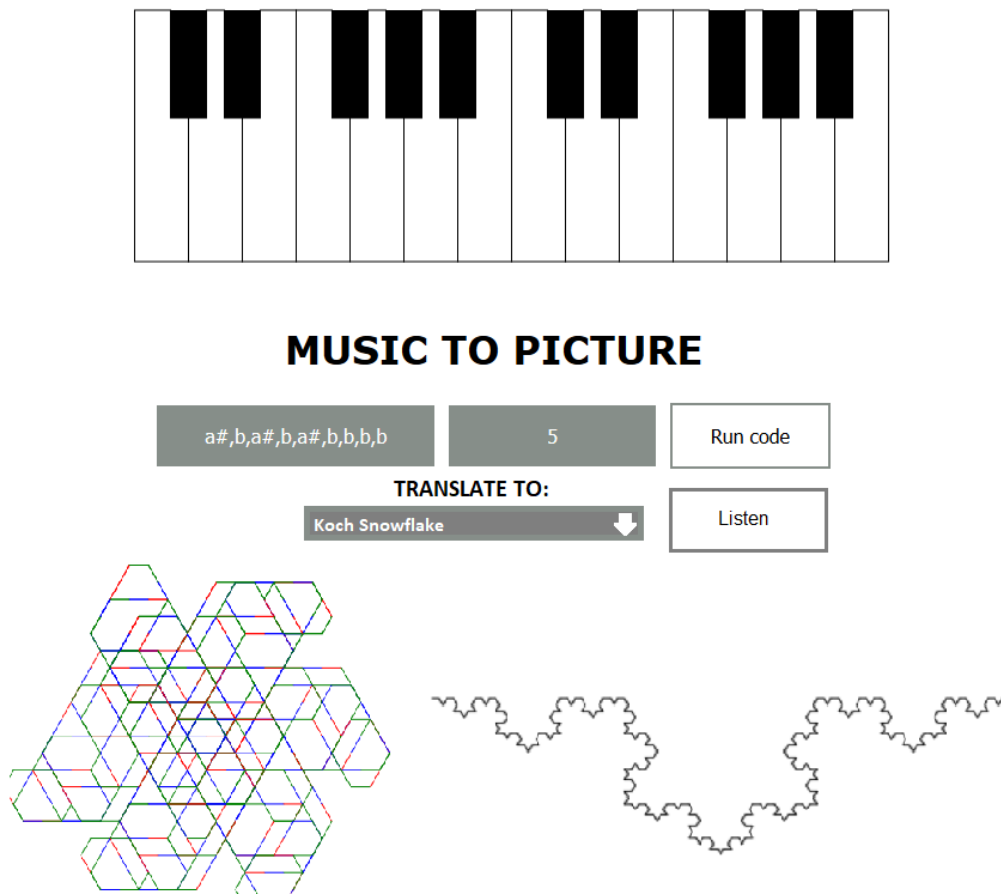 MUSIC TO PICTURE
a#,b,a#,b,a#,b,b,b,b
5
Run code
TRANSLATE TO:
Koch Snowflake
Listen